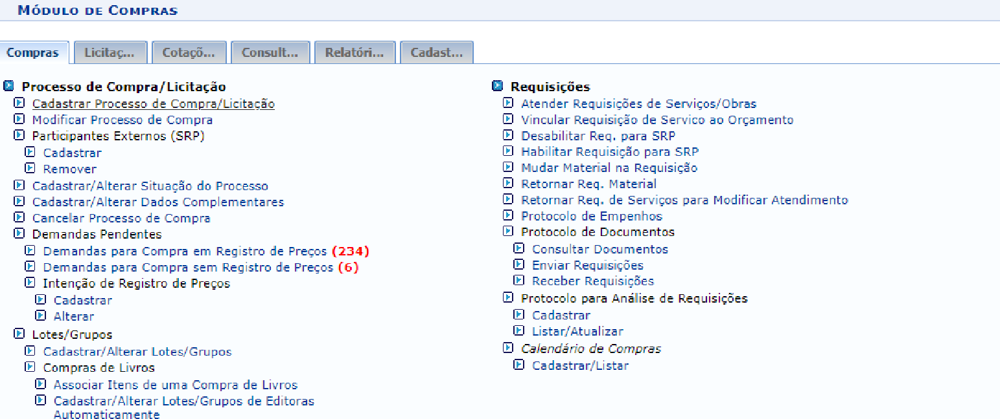 Módulo de Compras
Compras
Licitaç...
Cotaçõ...
Consult...
Relatóri...
Cadast...
Processo de Compra/Licitação
Cadastrar Processo de Compra/Licitação
Modificar Processo de Compra
Participantes Externos (SRP)
Cadastrar
Remover
Cadastrar/Alterar Situação do Processo
Cadastrar/Alterar Dados Complementares
Cancelar Processo de Compra
Demandas Pendentes
Demandas para Compra em Registro de Preços (234)
Demandas para Compra sem Registro de Preços (6)
Intenção de Registro de Preços
Cadastrar
Alterar
Lotes/Grupos
Cadastrar/Alterar Lotes/Grupos
Compras de Livros
Associar Itens de uma Compra de Livros
Cadastrar/Alterar Lotes/Grupos de Editoras
Automaticamente
Requisições
Atender Requisições de Serviços/Obras
Vincular Requisição de Servico ao Orçamento
Desabilitar Req. para SRP
Habilitar Requisição para SRP
Mudar Material na Requisição
Retornar Req. Material
Retornar Req. de Serviços para Modificar Atendimento
Protocolo de Empenhos
Protocolo de Documentos
Consultar Documentos
Enviar Requisições
Receber Requisições
Protocolo para Análise de Requisições
Cadastrar
Listar/Atualizar
Calendário de Compras
Cadastrar/Listar